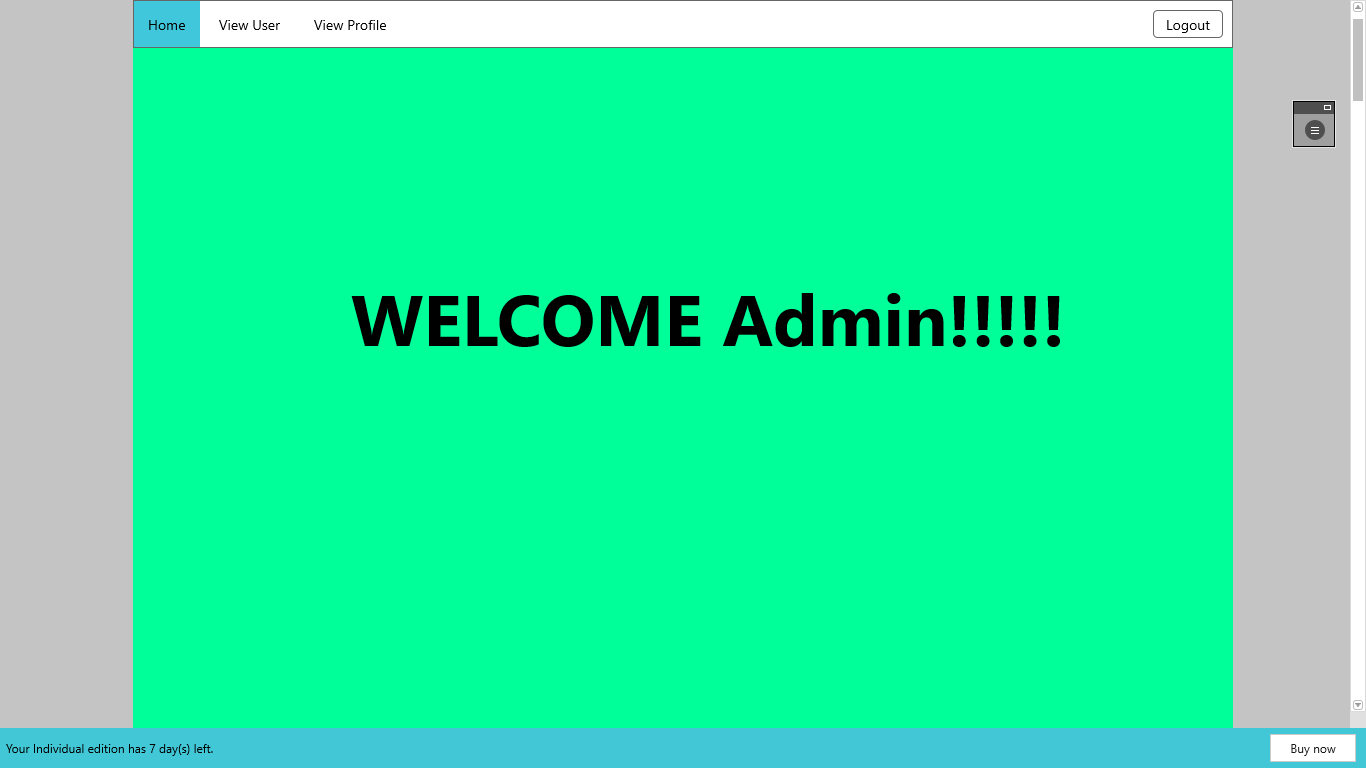 Home View User View Profile Logout
WELCOME Admin!!!!!
Your Individual edition has 7 day(s) left. Buy now